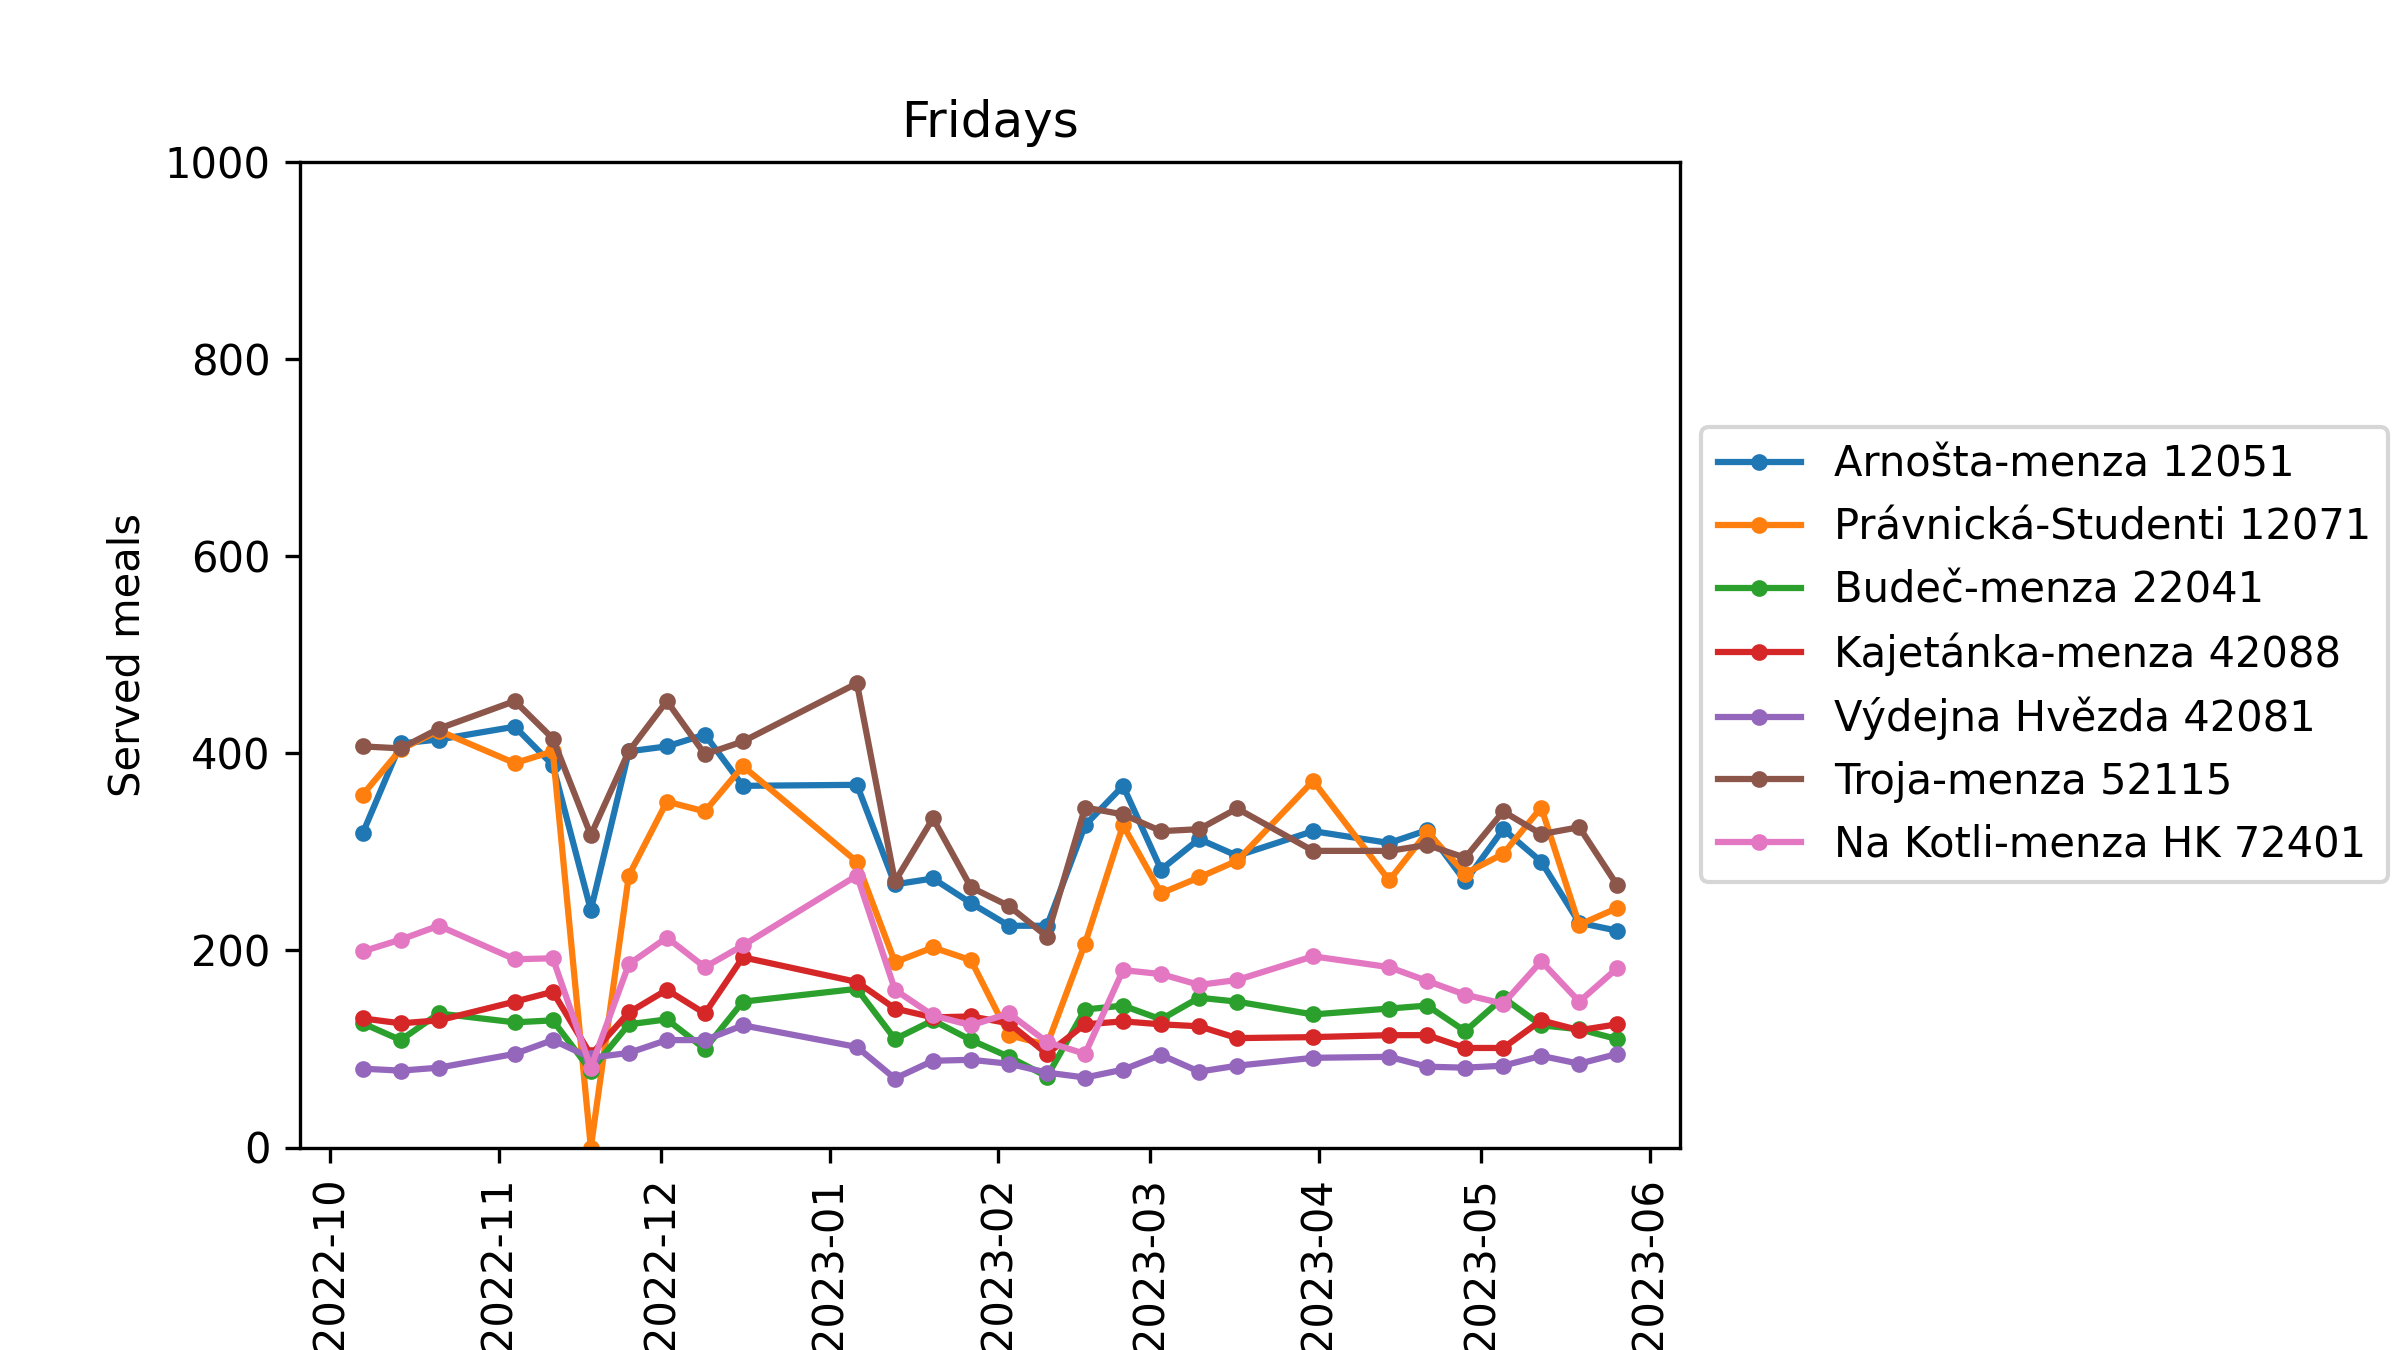 Fridays
1000
800
600
400
200
0
Served meals
2022-10
2022-11
2022-12
2023-01
2023-02
2023-03
2023-04
2023-05
2023-06
Arnošta-menza 12051
Právnická-Studenti 12071
Budeč-menza 22041
Kajetánka-menza 42088
Výdejna Hvězda 42081
Troja-menza 52115
Na Kotli-menza HK 72401